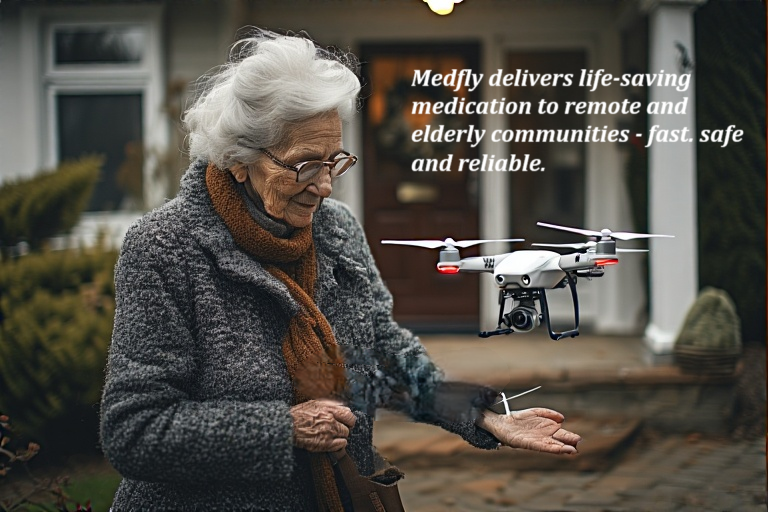 Medfly delivers life-saving
medication to remote and
elderly communities - fast. safe
and reliable.